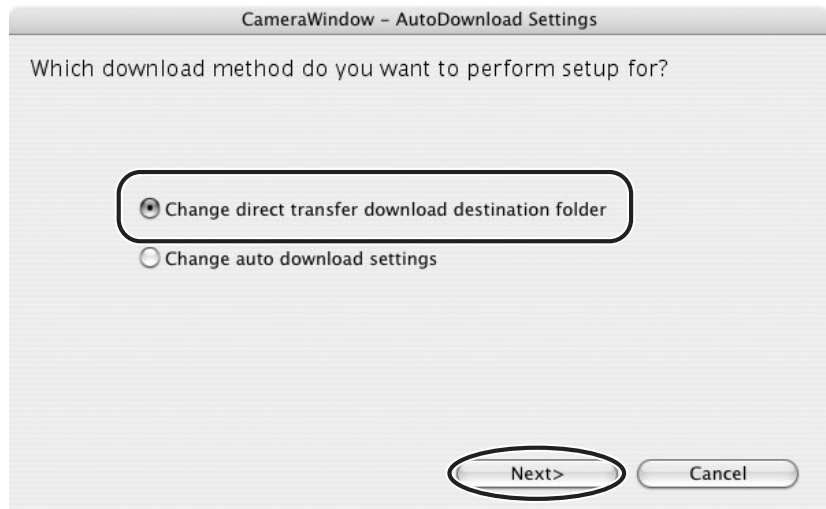 CameraWindow – AutoDownload Settings
Which download method do you want to perform setup for?
Change direct transfer download destination folder
Change auto download settings
Next>
Cancel